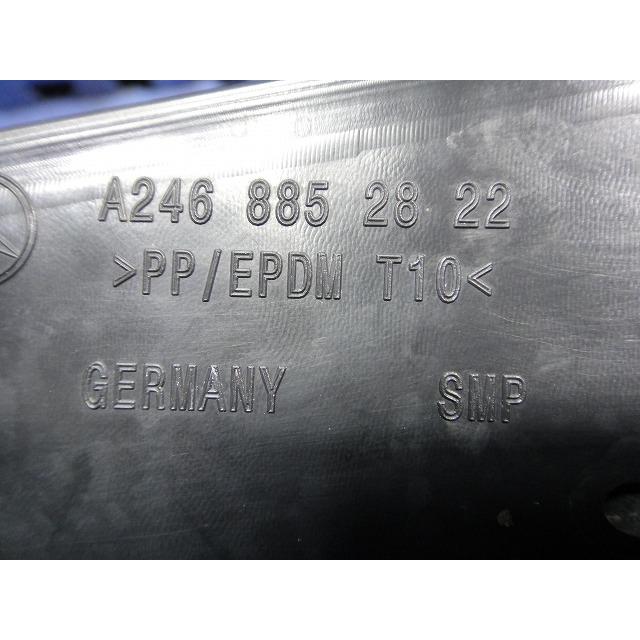 A246 885 28 22
>PP/EPDM T10<
GERMANY SMP